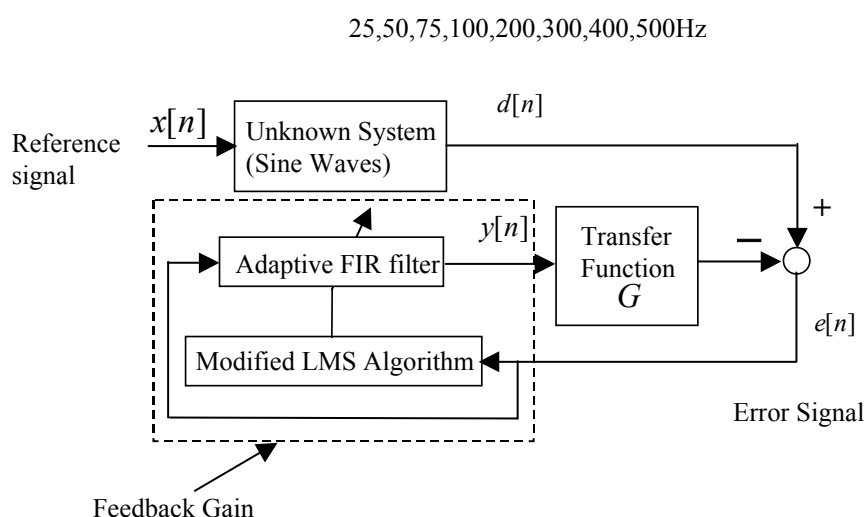 25,50,75,100,200,300,400,500Hz
d[n]
x[n]
Reference
signal
Unknown System
(Sine Waves)
+
y[n]
Adaptive FIR filter
Transfer
Function
G
−
e[n]
Modified LMS Algorithm
Error Signal
Feedback Gain